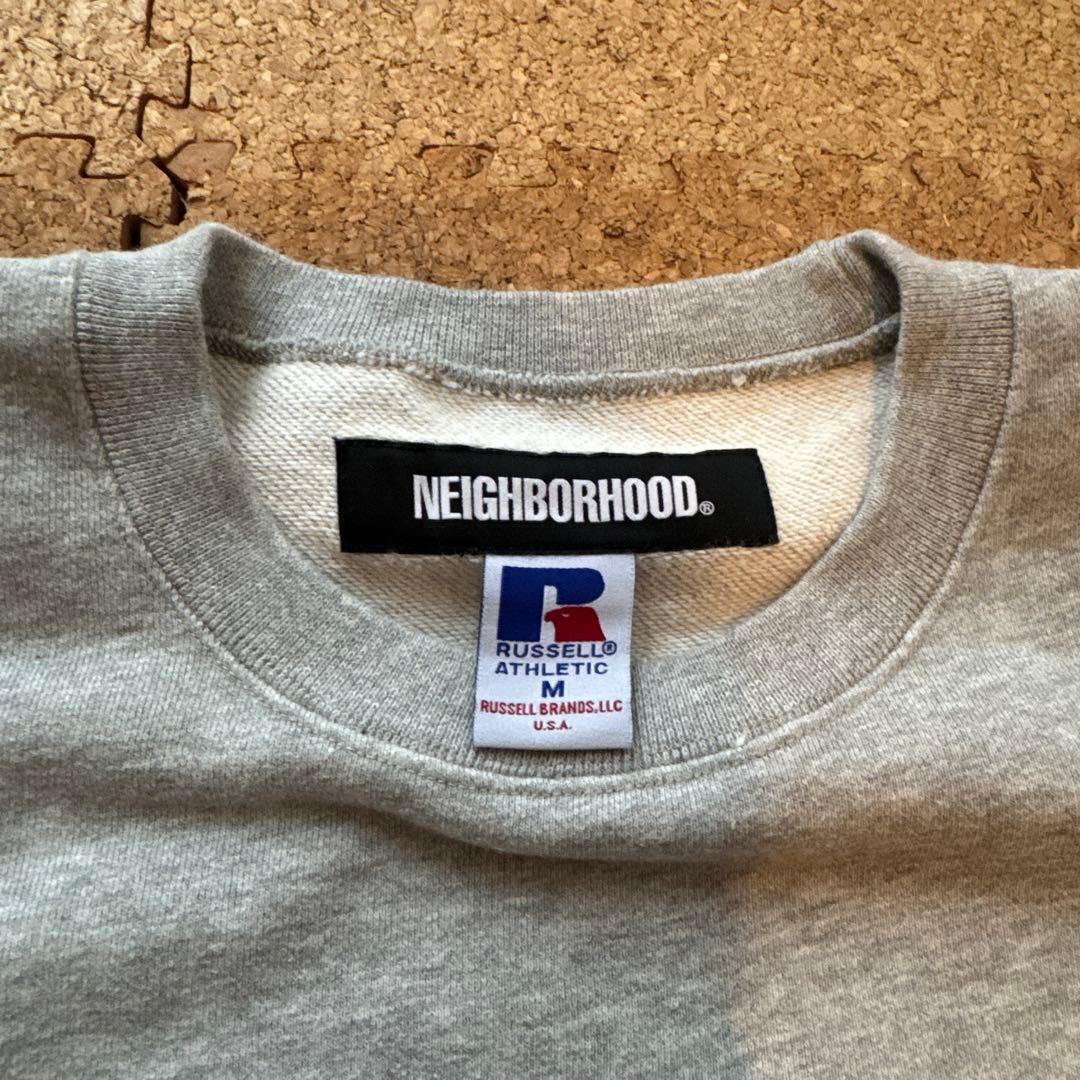 NEIGHBORHOOD®
R
RUSSELL®
ATHLETIC
M
RUSSELL BRANDS,LLC
U.S.A.